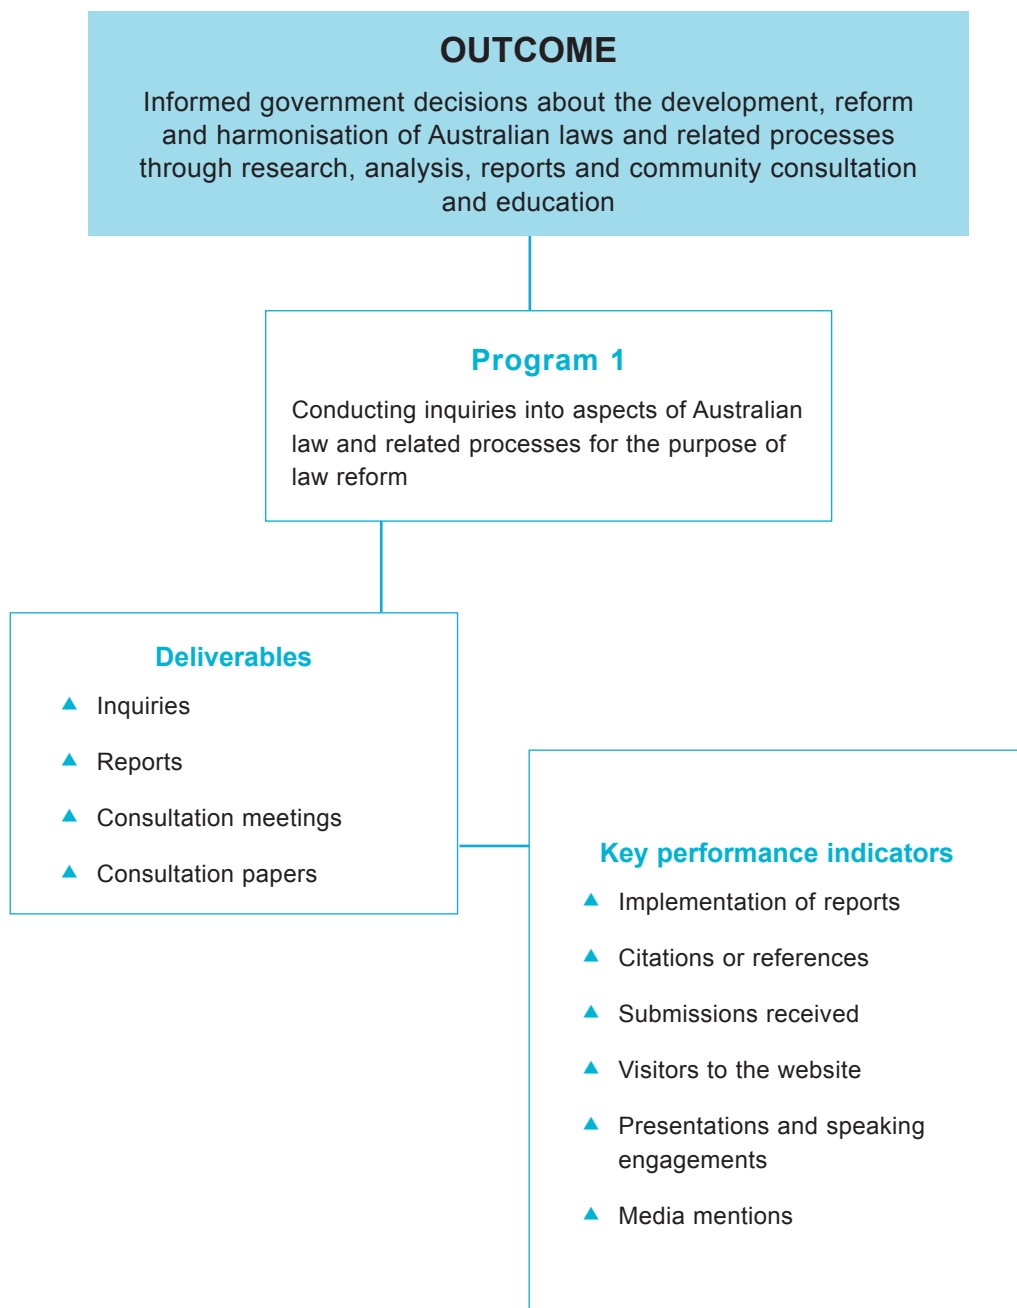 OUTCOME
Informed government decisions about the development, reform
and harmonisation of Australian laws and related processes
through research, analysis, reports and community consultation
and education
Program 1
Conducting inquiries into aspects of Australian
law and related processes for the purpose of
law reform
Deliverables
Inquiries
Reports
Consultation meetings
Consultation papers
Key performance indicators
Implementation of reports
Citations or references
Submissions received
Visitors to the website
Presentations and speaking
engagements
Media mentions